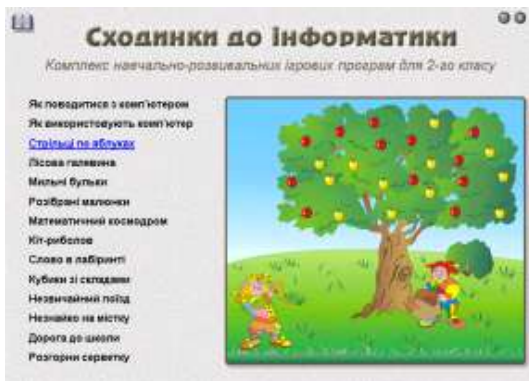 Сходинки до інформатики
Комплекс навчально-розвивальних ігрових програм для 2-го класу
Як поводитися з комп'ютером
Як використовують комп'ютер
Стрільці по яблуках
Лісова галявина
Мильні бульки
Розібрані малюнки
Математичний космодром
Кіт-риболов
Слово в лабіринті
Кубики зі складами
Незвичайний поїзд
Незнайко на містку
Дорога до школи
Розгорни серветку